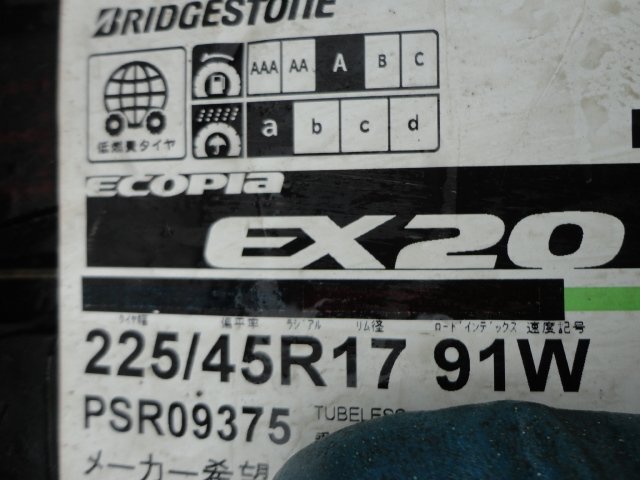 BRIDGESTONE
AAA AA A B C
a b c d
低燃費タイヤ
ECOPIA
EX20
タイヤ幅 偏平率 ラジアル リム径 ロードインデックス 速度記号
225/45R17 91W
PSR09375 TUBELESS
メーカー希望